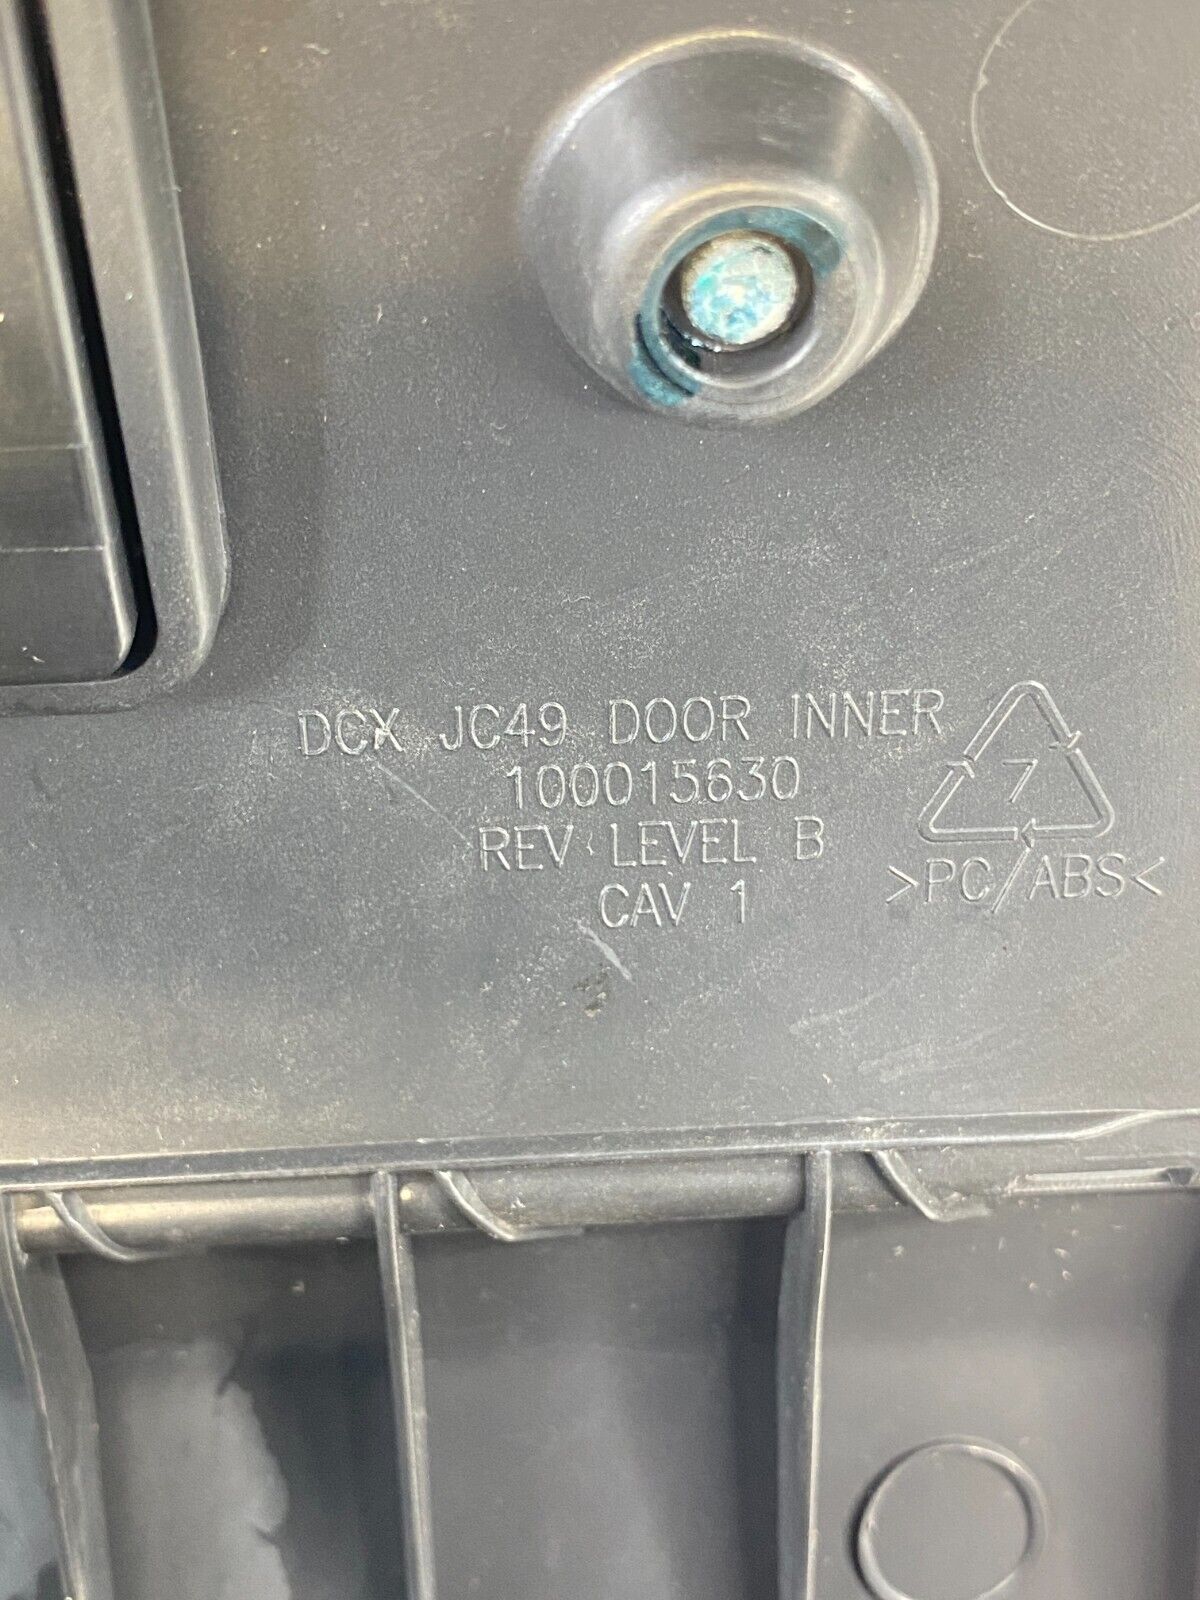 DCX JC49 DOOR INNER
100015630
REV LEVEL B
CAV 1
7
>PC/ABS<